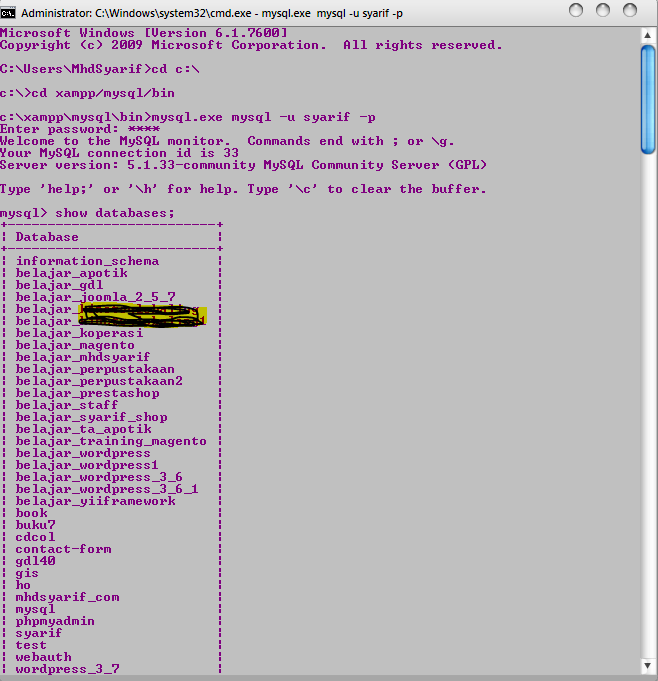 Administrator: C:\Windows\system32\cmd.exe - mysql.exe mysql -u syarif -p
Microsoft Windows [Version 6.1.7600]
Copyright (c) 2009 Microsoft Corporation.  All rights reserved.
C:\Users\MhdSyarif>cd c:\
c:\>cd xampp/mysql/bin
c:\xampp\mysql\bin>mysql.exe mysql -u syarif -p
Enter password: ****
Welcome to the MySQL monitor.  Commands end with ; or \g.
Your MySQL connection id is 33
Server version: 5.1.33-community MySQL Community Server (GPL)
Type 'help;' or '\h' for help. Type '\c' to clear the buffer.
mysql> show databases;
+--------------------------+
| Database                 |
+--------------------------+
| information_schema       |
| belajar_apotik           |
| belajar_gdl              |
| belajar_joomla_2_5_7     |
| belajar_                 |
| belajar_                 |
| belajar_koperasi         |
| belajar_magento          |
| belajar_mhdsyarif        |
| belajar_perpustakaan     |
| belajar_perpustakaan2    |
| belajar_prestashop       |
| belajar_staff            |
| belajar_syarif_shop      |
| belajar_ta_apotik        |
| belajar_training_magento |
| belajar_wordpress        |
| belajar_wordpress1       |
| belajar_wordpress_3_6    |
| belajar_wordpress_3_6_1  |
| belajar_yiiframework     |
| book                     |
| buku7                    |
| cdcol                    |
| contact-form             |
| gdl40                    |
| gis                      |
| ho                       |
| mhdsyarif_com            |
| mysql                    |
| phpmyadmin               |
| syarif                   |
| test                     |
| webauth                  |
| wordpress_3_7            |